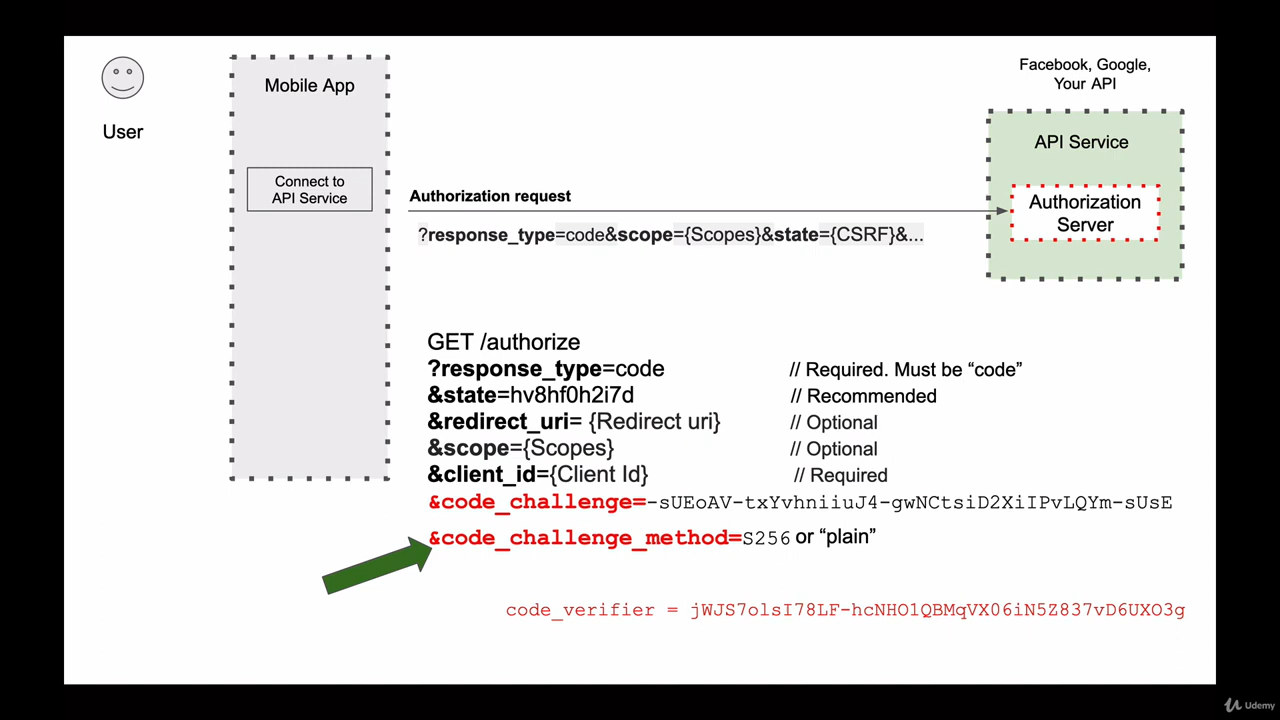 User
Mobile App
Connect to
API Service
Authorization request
?response_type=code&scope={Scopes}&state={CSRF}&...
Facebook, Google,
Your API
API Service
Authorization
Server
GET /authorize
?response_type=code // Required. Must be “code”
&state=hv8hf0h2i7d // Recommended
&redirect_uri= {Redirect uri} // Optional
&scope={Scopes} // Optional
&client_id={Client Id} // Required
&code_challenge=-sUEoAV-txYvhniiuJ4-gwNCtsiD2XiIPvLQYm-sUsE
&code_challenge_method=S256 or “plain”
code_verifier = jWJS7olsI78LF-hcNHO1QBMqVX06iN5Z837vD6UXO3g
Udemy